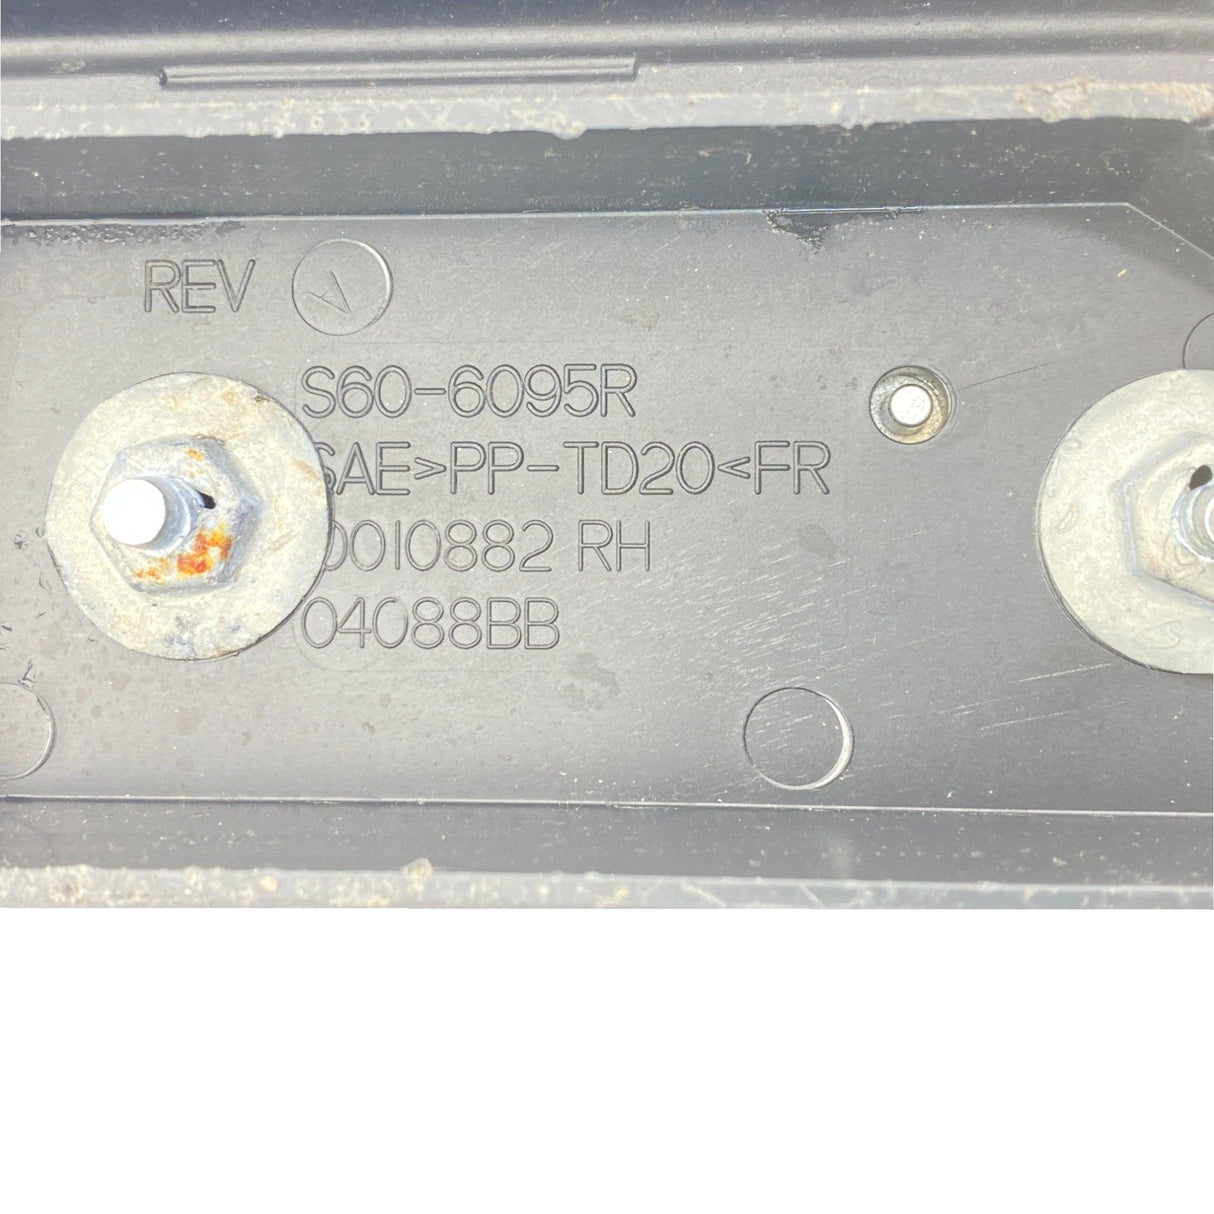 REV A
S60-6095R
SAE>PP-TD20<FR
0010882 RH
04088BB